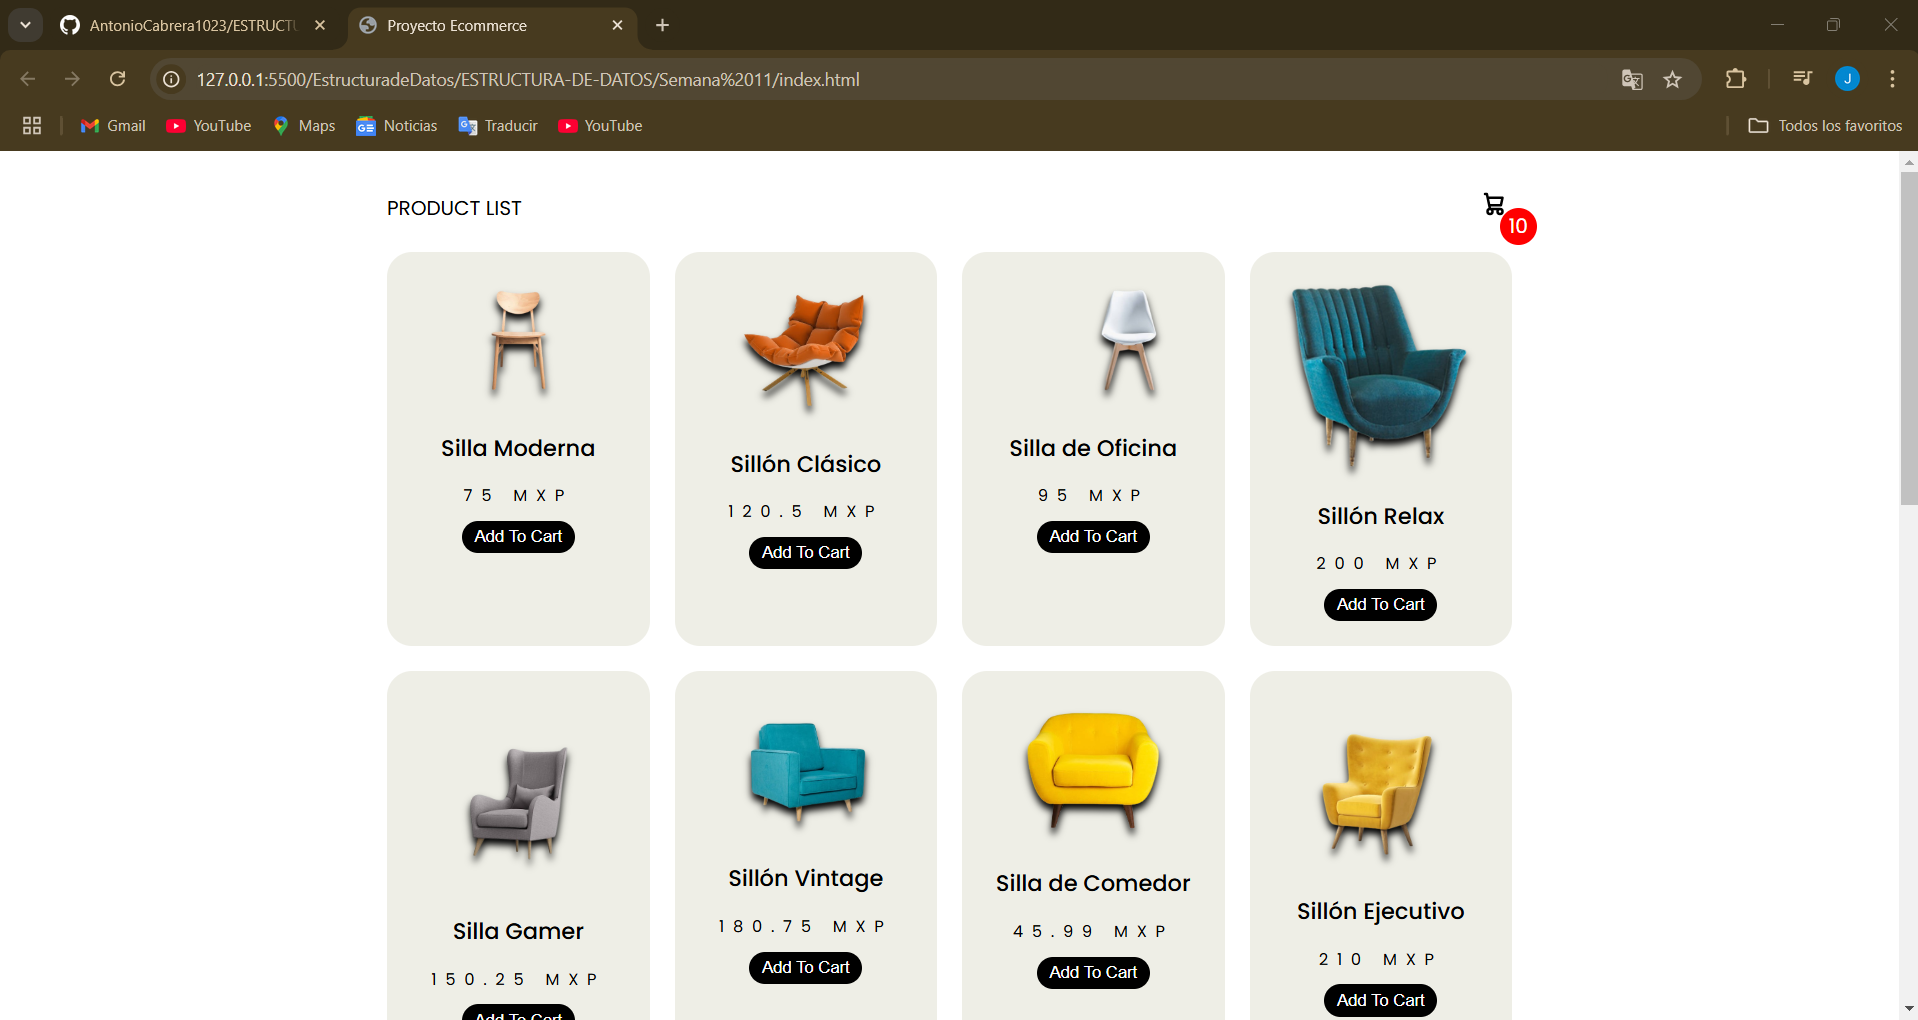 AntonioCabrera1023/ESTRUCTU
Proyecto Ecommerce
127.0.0.1:5500/EstructuradeDatos/ESTRUCTURA-DE-DATOS/Semana%2011/index.html
J
Gmail
YouTube
Maps
Noticias
Traducir
YouTube
Todos los favoritos
PRODUCT LIST
10
Silla Moderna
75 MXP
Add To Cart
Sillón Clásico
120.5 MXP
Add To Cart
Silla de Oficina
95 MXP
Add To Cart
Sillón Relax
200 MXP
Add To Cart
Silla Gamer
150.25 MXP
Add To Cart
Sillón Vintage
180.75 MXP
Add To Cart
Silla de Comedor
45.99 MXP
Add To Cart
Sillón Ejecutivo
210 MXP
Add To Cart